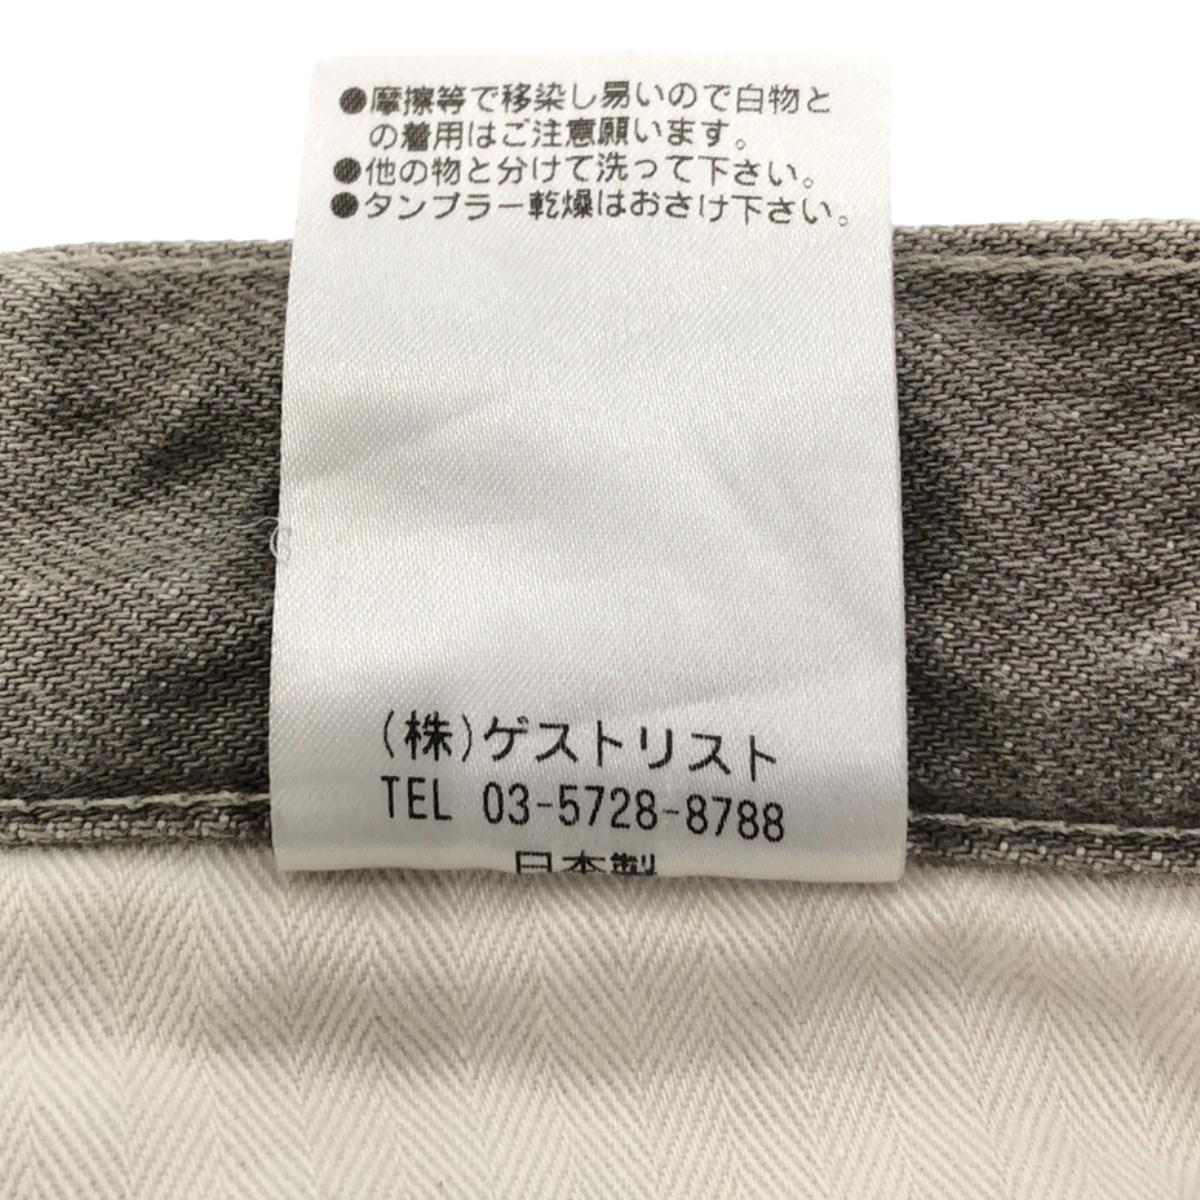 ●摩擦等で移染し易いので白物と
の着用はご注意願います。
●他の物と分けて洗って下さい。
●タンブラー乾燥はおさけ下さい。
(株)ゲストリスト
TEL 03-5728-8788
日本製